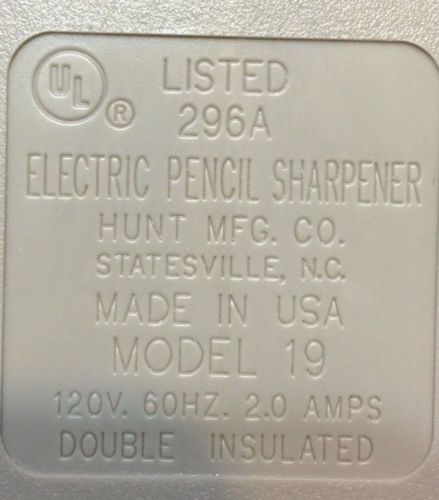 UL ® LISTED
296A
ELECTRIC PENCIL SHARPENER
HUNT MFG. CO.
STATESVILLE, N.C.
MADE IN USA
MODEL 19
120V. 60HZ. 2.0 AMPS
DOUBLE INSULATED